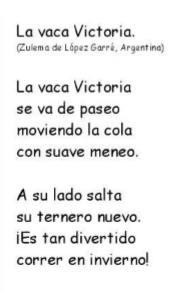 La vaca Victoria.
(Zulema de López Garré, Argentina)
La vaca Victoria
se va de paseo
moviendo la cola
con suave meneo.
A su lado salta
su ternero nuevo.
¡Es tan divertido
correr en invierno!